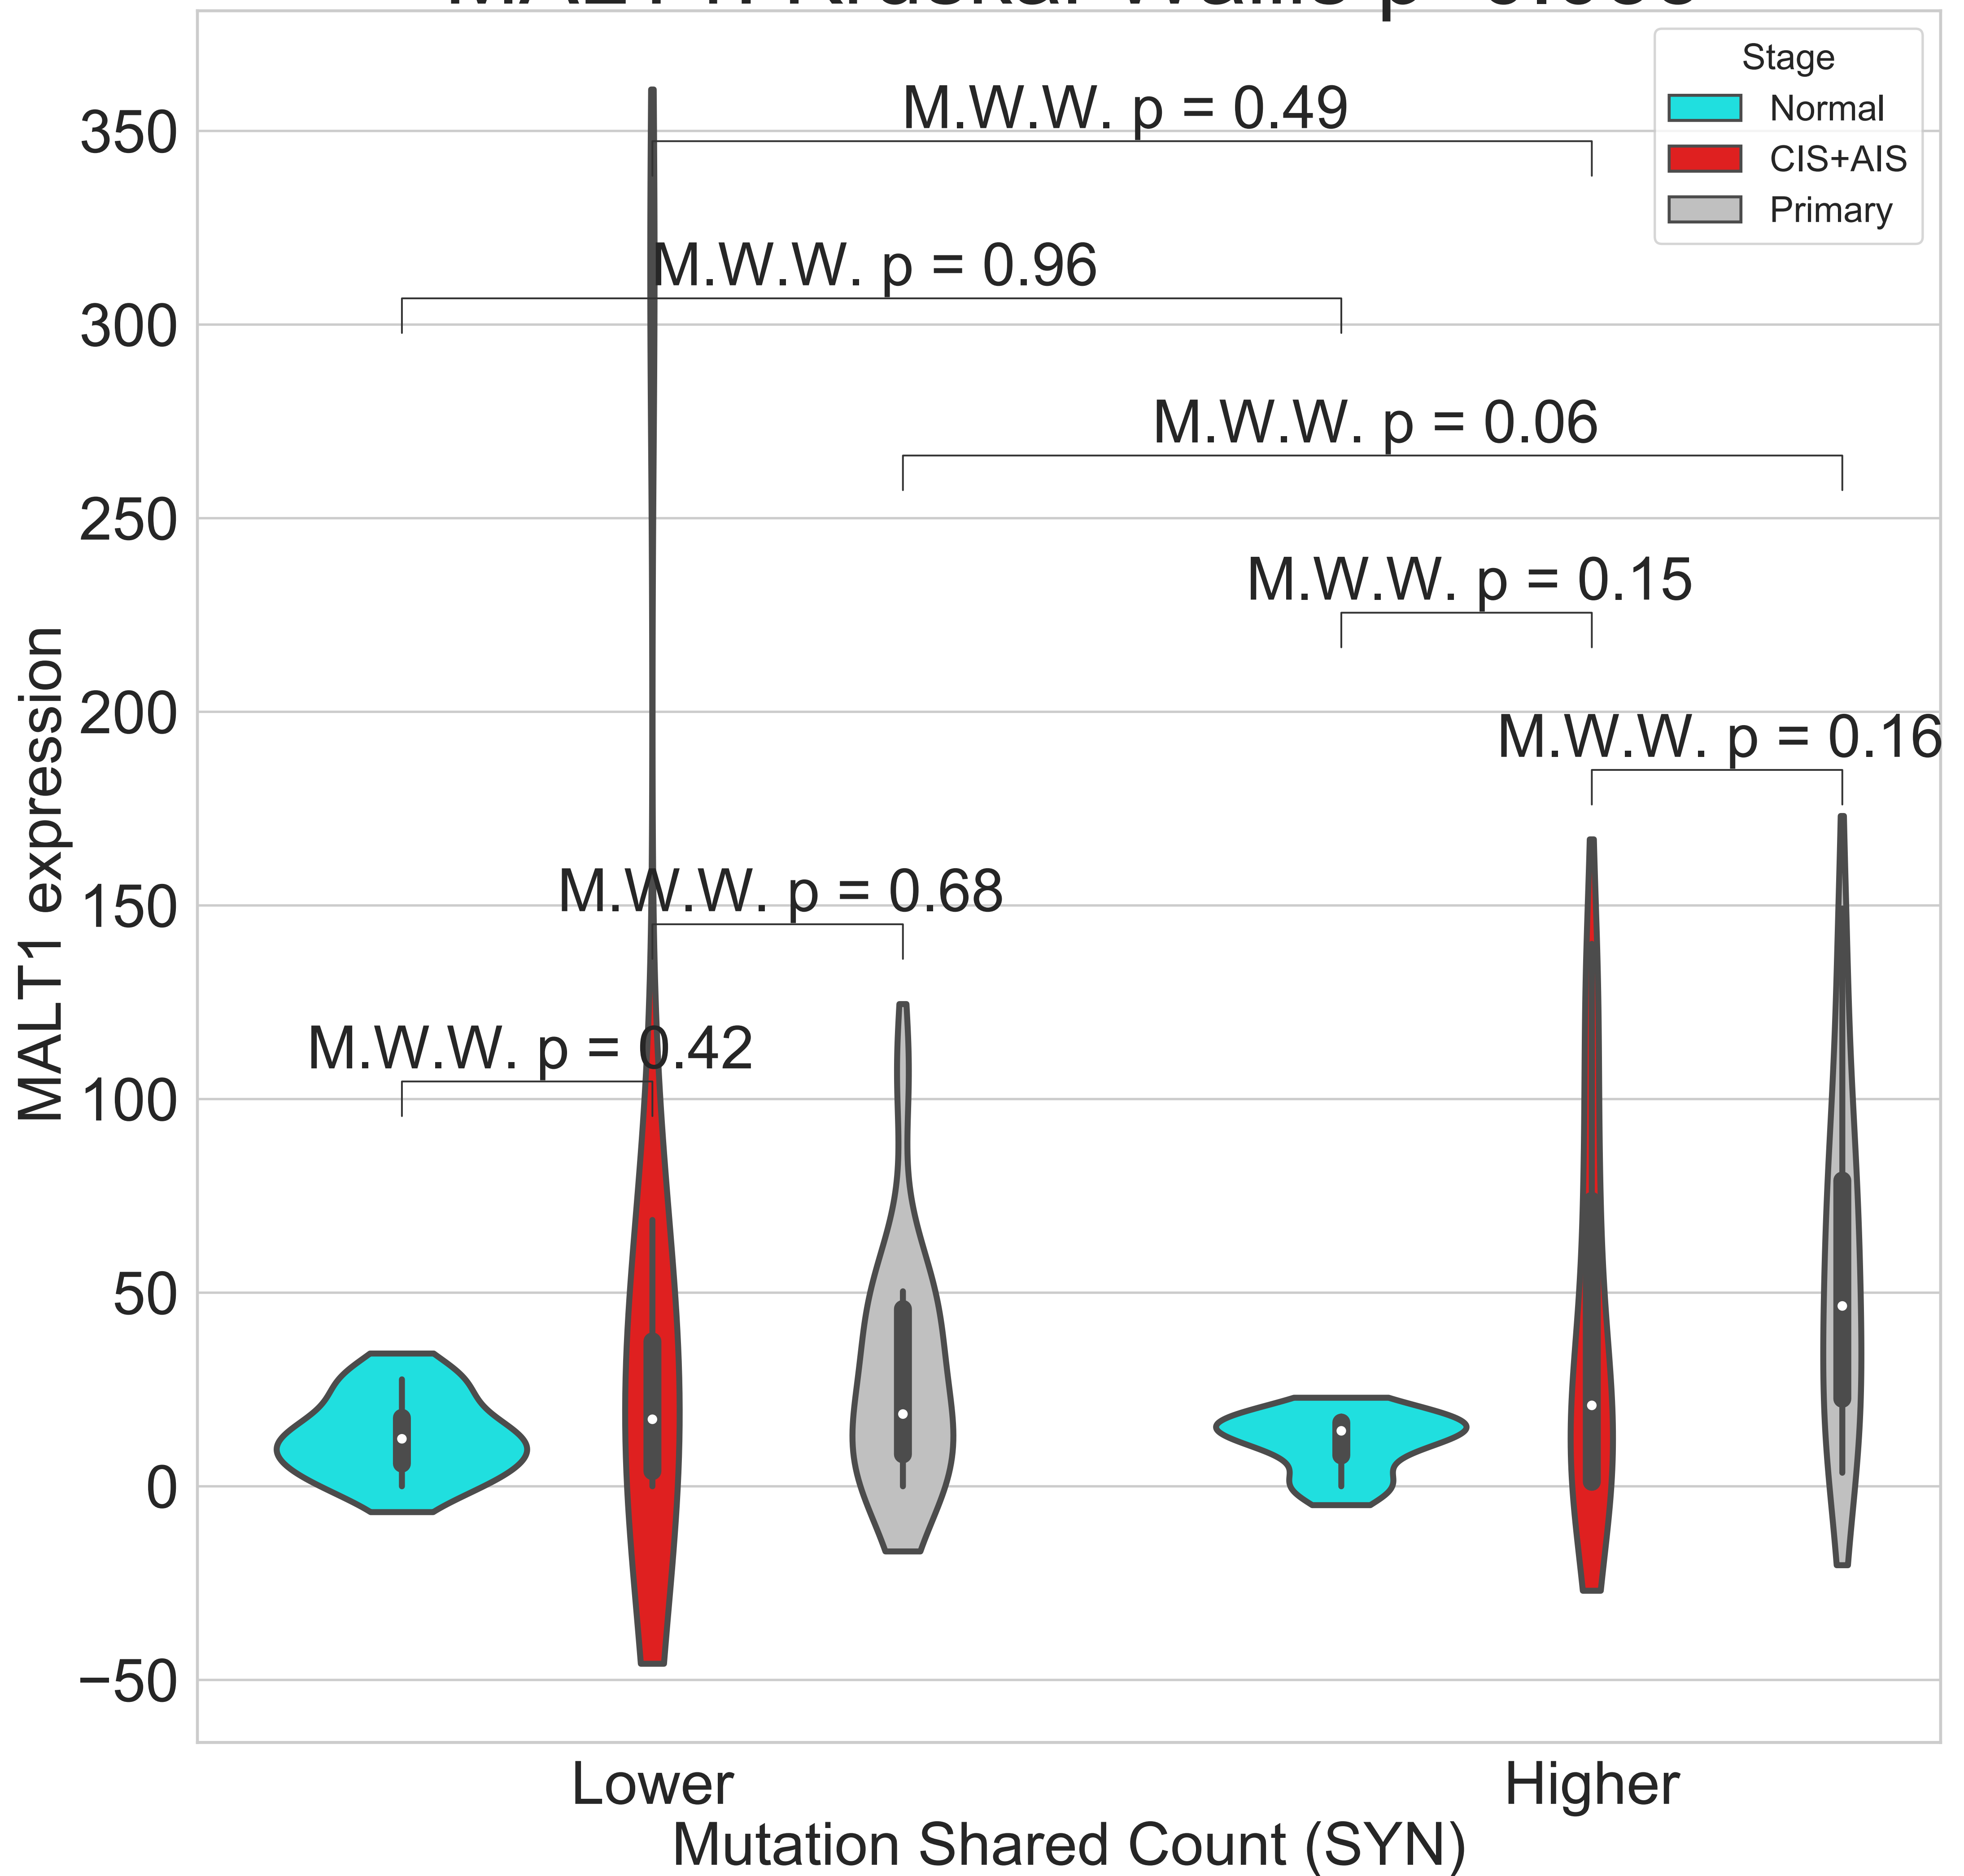 Stage
Normal
CIS+AIS
Primary
M.W.W. p = 0.49
M.W.W. p = 0.96
M.W.W. p = 0.06
M.W.W. p = 0.15
M.W.W. p = 0.16
M.W.W. p = 0.68
M.W.W. p = 0.42
350
300
250
200
150
100
50
0
−50
MALT1 expression
Lower
Higher
Mutation Shared Count (SYN)